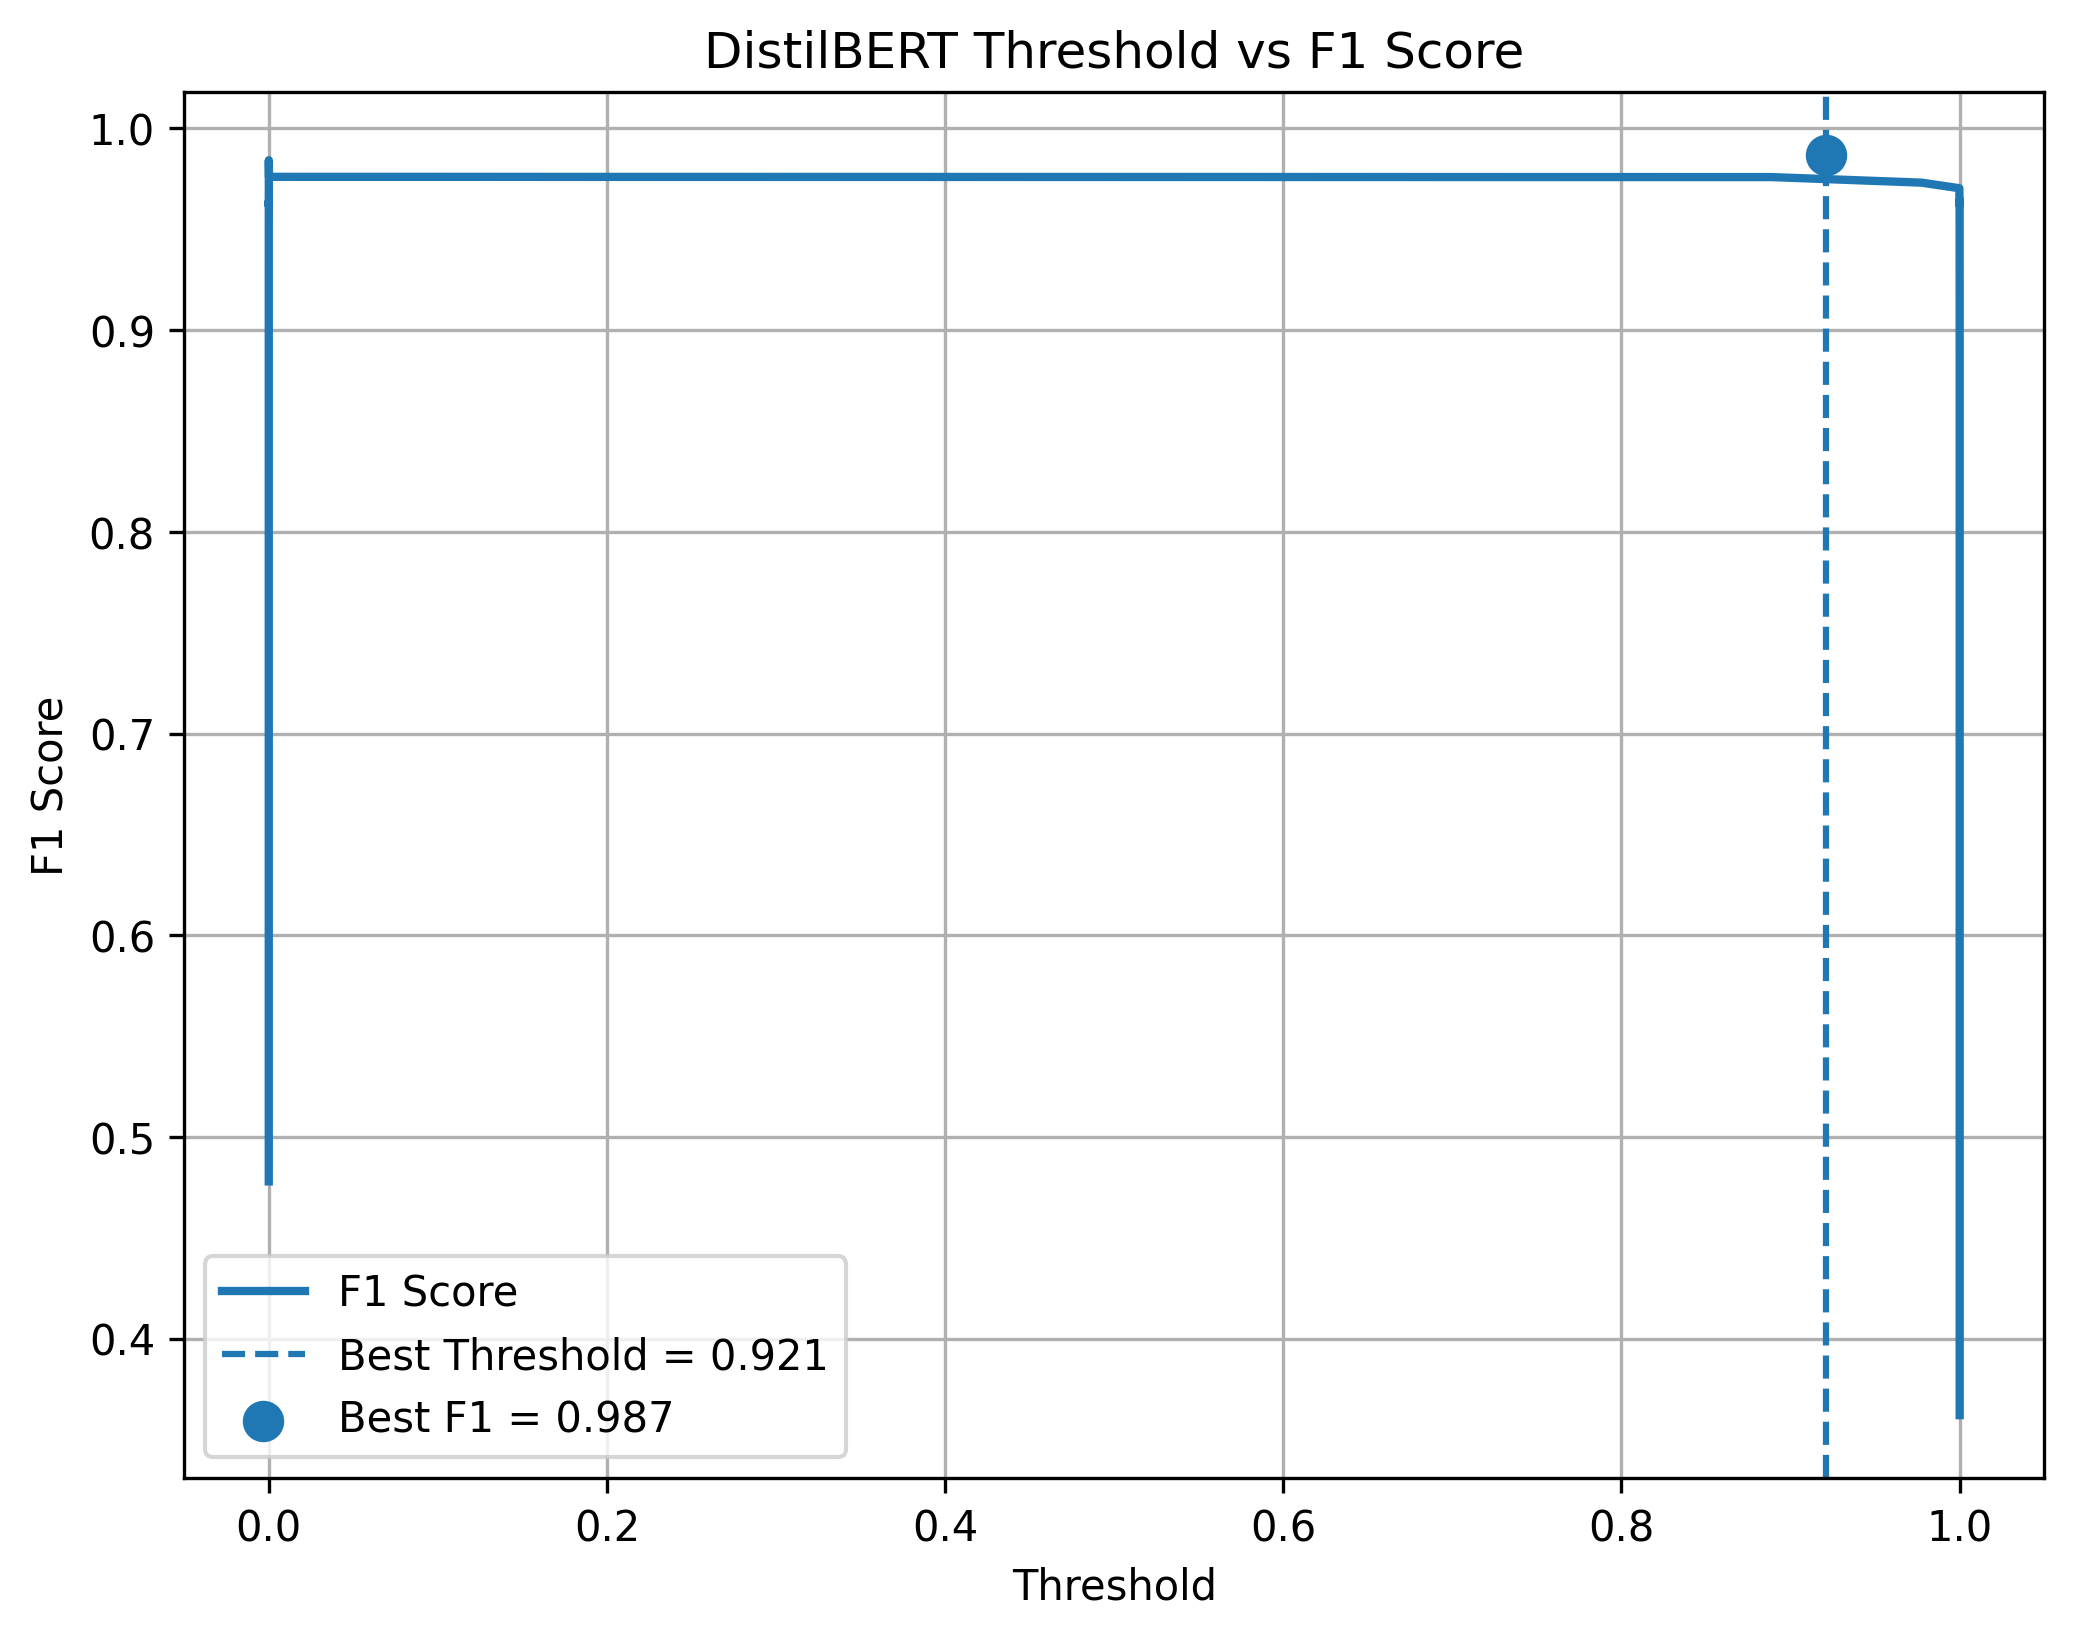 DistilBERT Threshold vs F1 Score
1.0
0.9
0.8
0.7
0.6
0.5
0.4
F1 Score
F1 Score
Best Threshold = 0.921
Best F1 = 0.987
0.0 0.2 0.4 0.6 0.8 1.0
Threshold